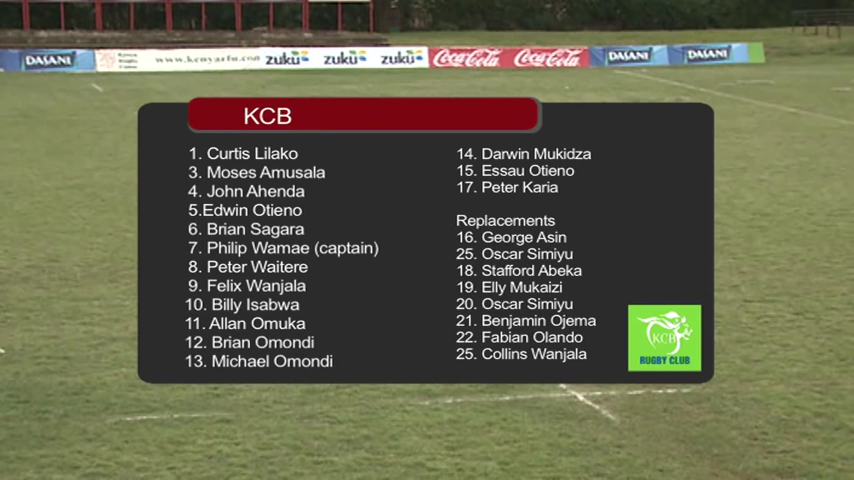 DASANI
www.kenyarfu.com
zuku
zuku
zuku
Coca-Cola
Coca-Cola
DASANI
DASANI
KCB
1. Curtis Lilako
3. Moses Amusala
4. John Ahenda
5.Edwin Otieno
6. Brian Sagara
7. Philip Wamae (captain)
8. Peter Waitere
9. Felix Wanjala
10. Billy Isabwa
11. Allan Omuka
12. Brian Omondi
13. Michael Omondi
14. Darwin Mukidza
15. Essau Otieno
17. Peter Karia
Replacements
16. George Asin
25. Oscar Simiyu
18. Stafford Abeka
19. Elly Mukaizi
20. Oscar Simiyu
21. Benjamin Ojema
22. Fabian Olando
25. Collins Wanjala
KCB
RUGBY CLUB